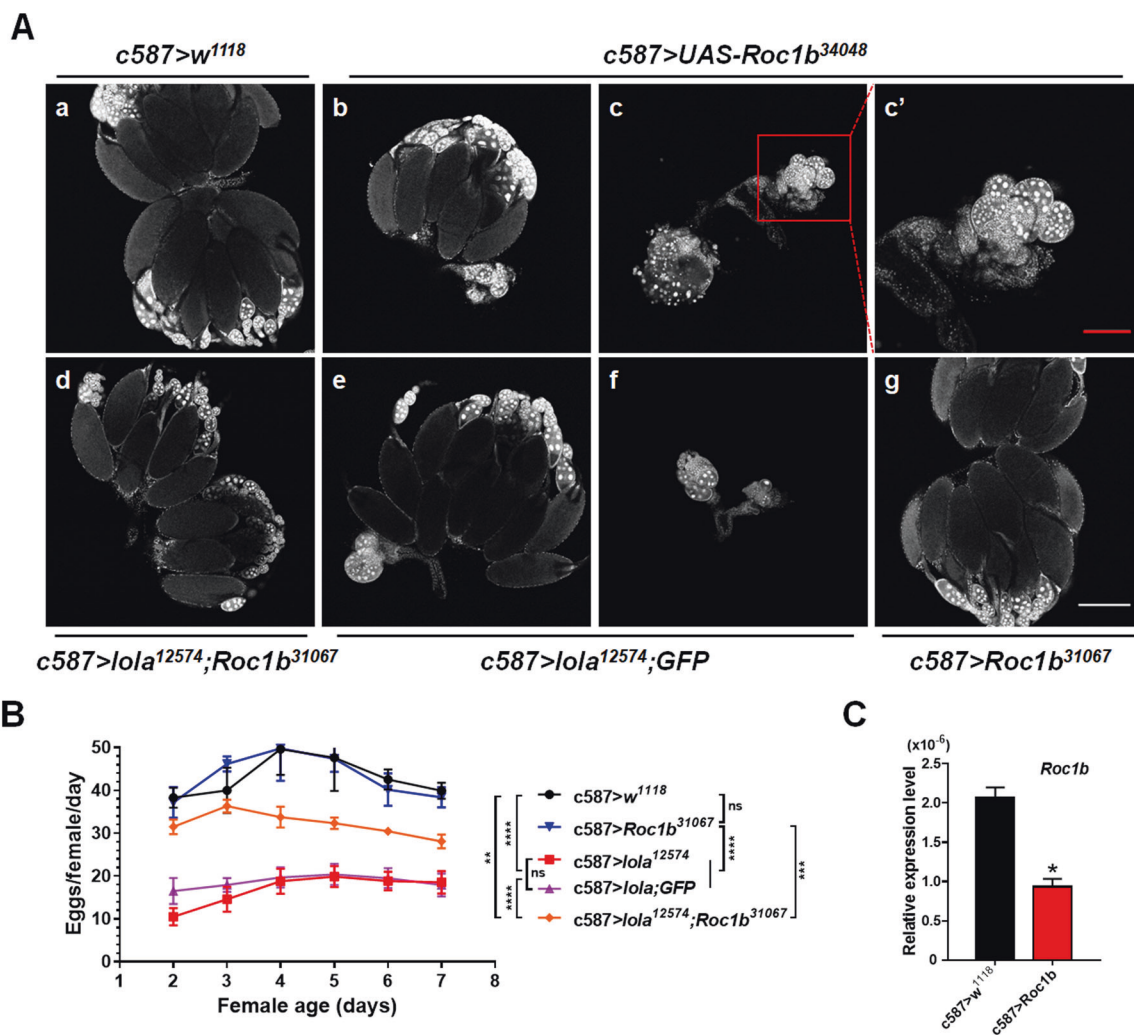 A
c587>w1118
c587>UAS-Roc1b34048
a
b
c
c'
d
e
f
g
c587>lola12574;Roc1b31067
c587>lola12574;GFP
c587>Roc1b31067
B
Eggs/female/day
50
40
30
20
10
0
1 2 3 4 5 6 7 8
Female age (days)
c587>w1118
c587>Roc1b31067
c587>lola12574
c587>lola;GFP
c587>lola12574;Roc1b31067
**
****
****
ns
ns
****
***
C
(x10-6)
Roc1b
Relative expression level
2.5
2.0
1.5
1.0
0.5
0.0
*
c587>w1118
c587>Roc1b